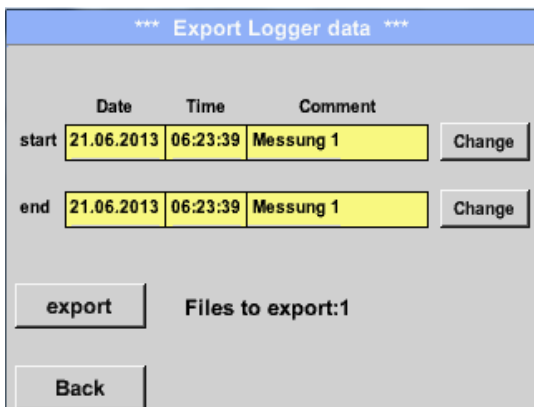 *** Export Logger data ***
Date Time Comment
start 21.06.2013 06:23:39 Messung 1 Change
end 21.06.2013 06:23:39 Messung 1 Change
export Files to export:1
Back